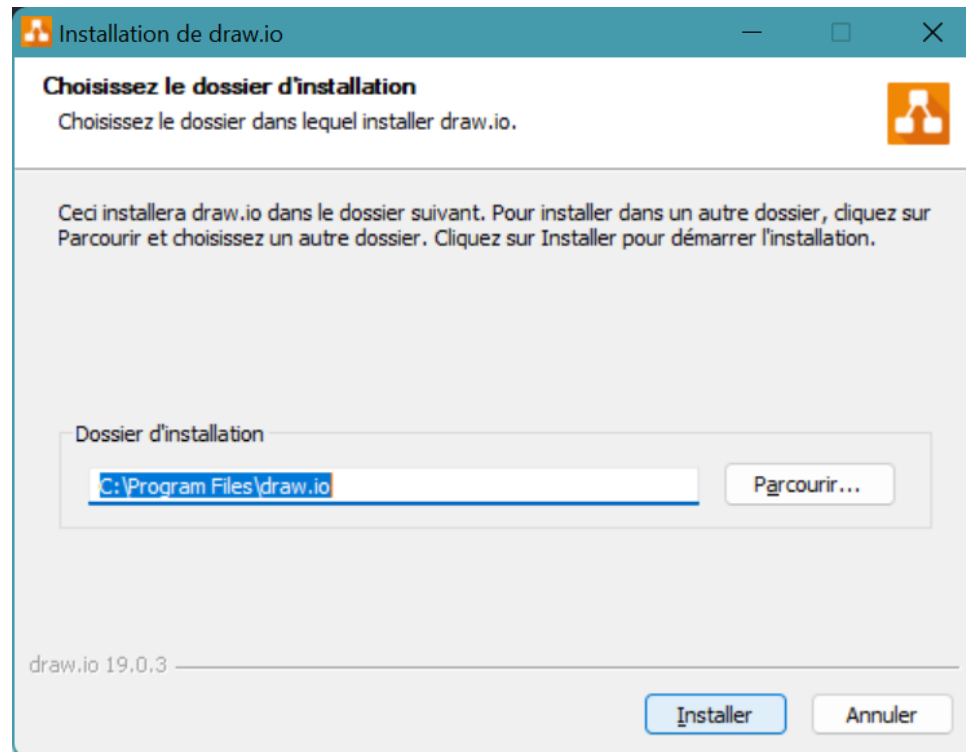 Installation de draw.io
Choisissez le dossier d'installation
Choisissez le dossier dans lequel installer draw.io.
Ceci installera draw.io dans le dossier suivant. Pour installer dans un autre dossier, cliquez sur
Parcourir et choisissez un autre dossier. Cliquez sur Installer pour démarrer l'installation.
Dossier d'installation
C:\Program Files\draw.io
Parcourir...
draw.io 19.0.3
Installer
Annuler